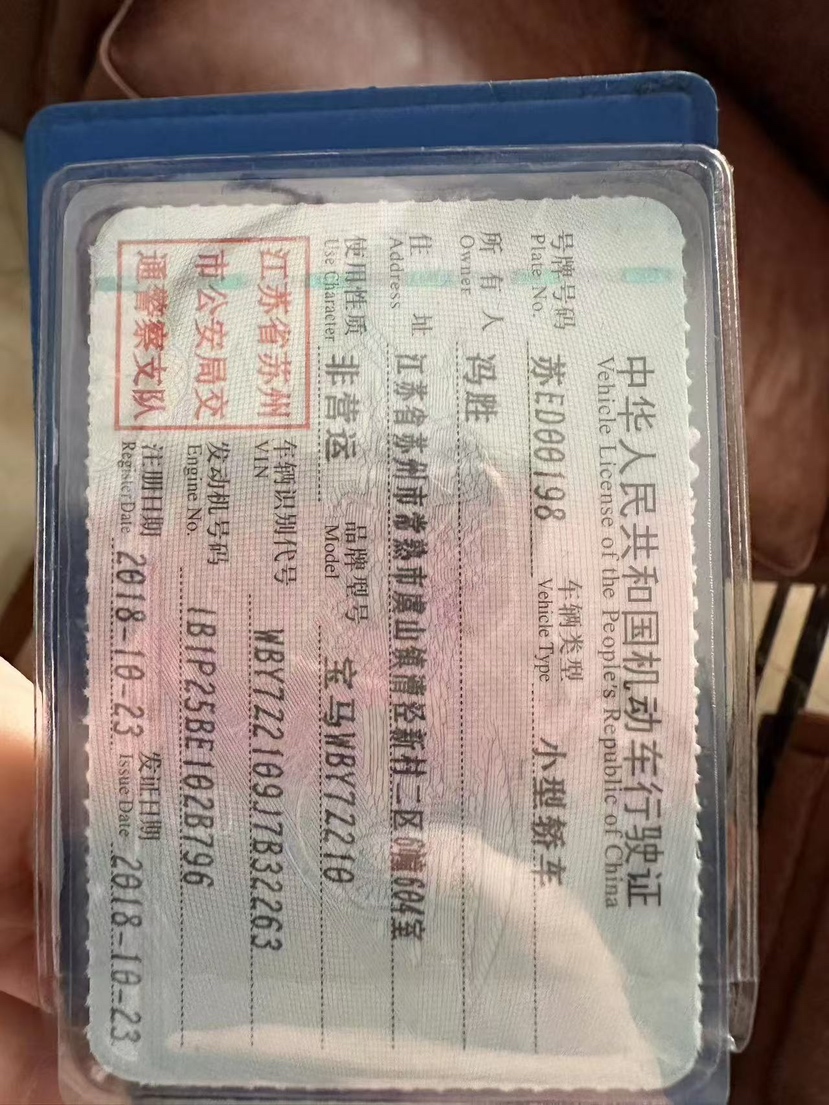 中华人民共和国机动车行驶证
Vehicle License of the People's Republic of China
号牌号码 苏ED00198 车辆类型 小型轿车
Plate No. Vehicle Type
所有人 冯胜
Owner
住址 江苏省苏州市常熟市虞山镇漕泾新村二区6幢604室
Address
使用性质 非营运 品牌型号 宝马WBY7Z210
Use Character Model
江苏省苏州
市公安局交
通警察支队
车辆识别代号 WBY7Z2109J7B32263
VIN
发动机号码 1B1P25BE102B796
Engine No.
注册日期 2018-10-23 发证日期 2018-10-23
Register Date Issue Date